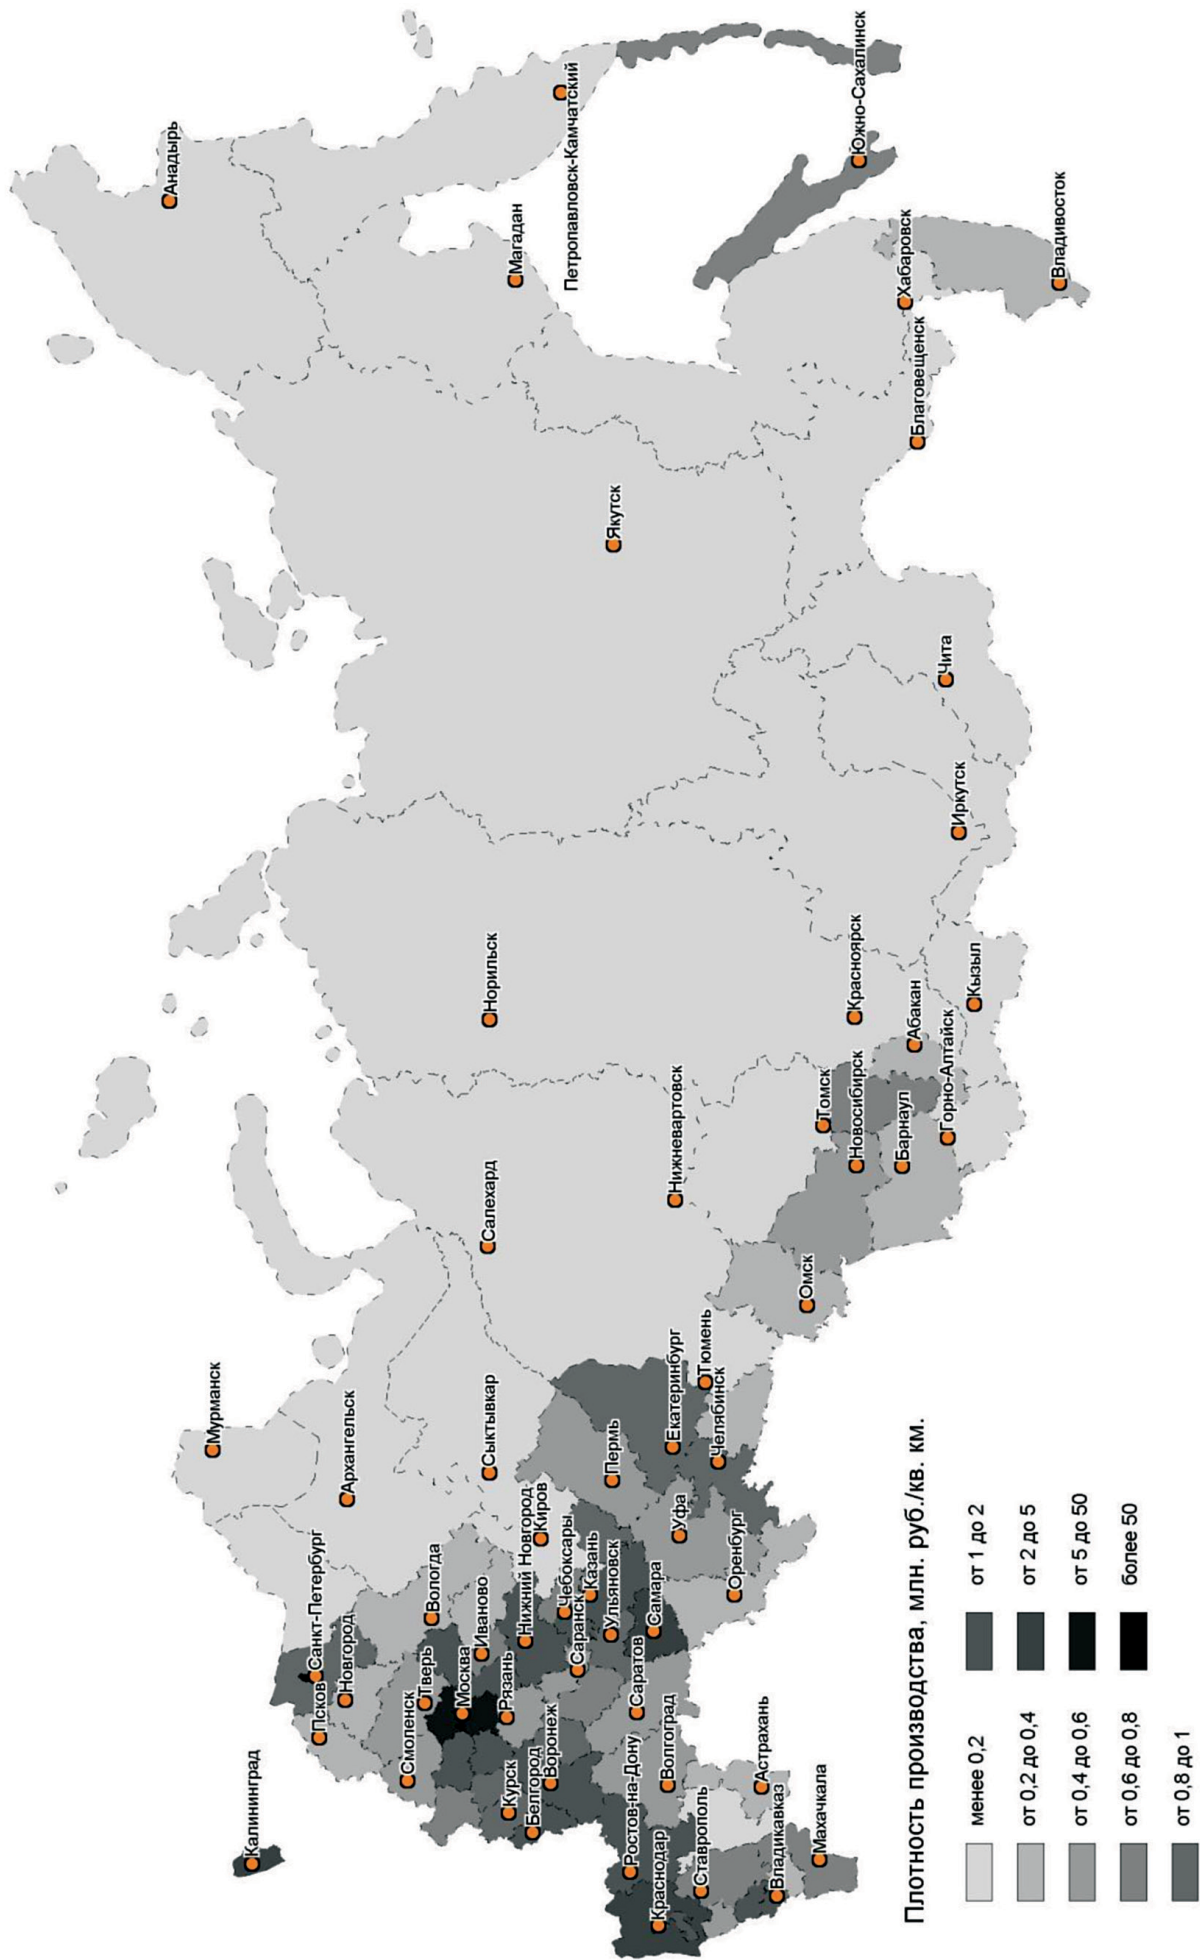 Анадырь
Петропавловск-Камчатский
Магадан
Южно-Сахалинск
Хабаровск
Владивосток
Благовещенск
Якутск
Чита
Иркутск
Норильск
Красноярск
Абакан
Кызыл
Горно-Алтайск
Новосибирск
Томск
Барнаул
Нижневартовск
Салехард
Омск
Тюмень
Екатеринбург
Челябинск
Мурманск
Архангельск
Сыктывкар
Пермь
Киров
Уфа
Оренбург
Санкт-Петербург
Новгород
Псков
Вологда
Иваново
Нижний Новгород
Чебоксары
Казань
Саранск
Ульяновск
Самара
Тверь
Москва
Рязань
Смоленск
Саратов
Калининград
Курск
Белгород
Воронеж
Ростов-на-Дону
Волгоград
Астрахань
Краснодар
Ставрополь
Владикавказ
Махачкала
Плотность производства, млн. руб./кв. км.
менее 0,2
от 0,2 до 0,4
от 0,4 до 0,6
от 0,6 до 0,8
от 0,8 до 1
от 1 до 2
от 2 до 5
от 5 до 50
более 50